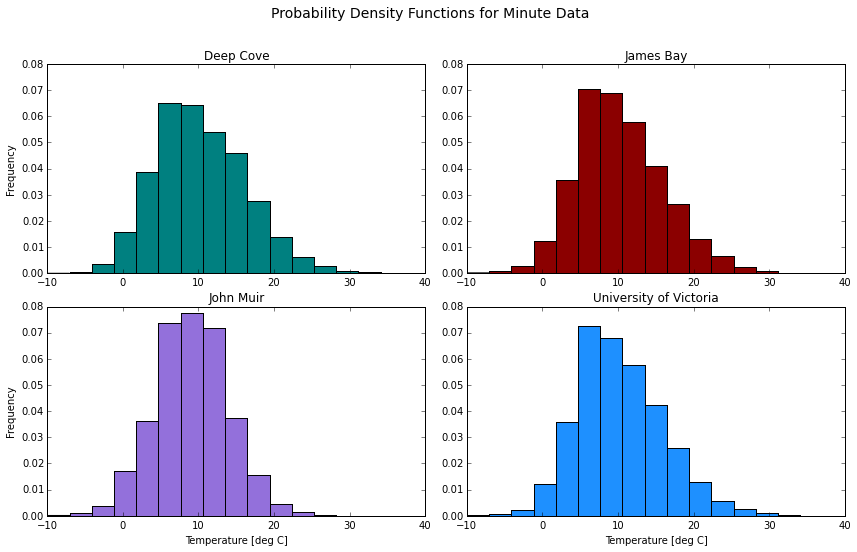 Probability Density Functions for Minute Data
Deep Cove
0.08
0.07
0.06
0.05
0.04
0.03
0.02
0.01
0.00
Frequency
−10 0 10 20 30 40
James Bay
0.08
0.07
0.06
0.05
0.04
0.03
0.02
0.01
0.00
−10 0 10 20 30 40
John Muir
0.08
0.07
0.06
0.05
0.04
0.03
0.02
0.01
0.00
Frequency
−10 0 10 20 30 40
Temperature [deg C]
University of Victoria
0.08
0.07
0.06
0.05
0.04
0.03
0.02
0.01
0.00
−10 0 10 20 30 40
Temperature [deg C]